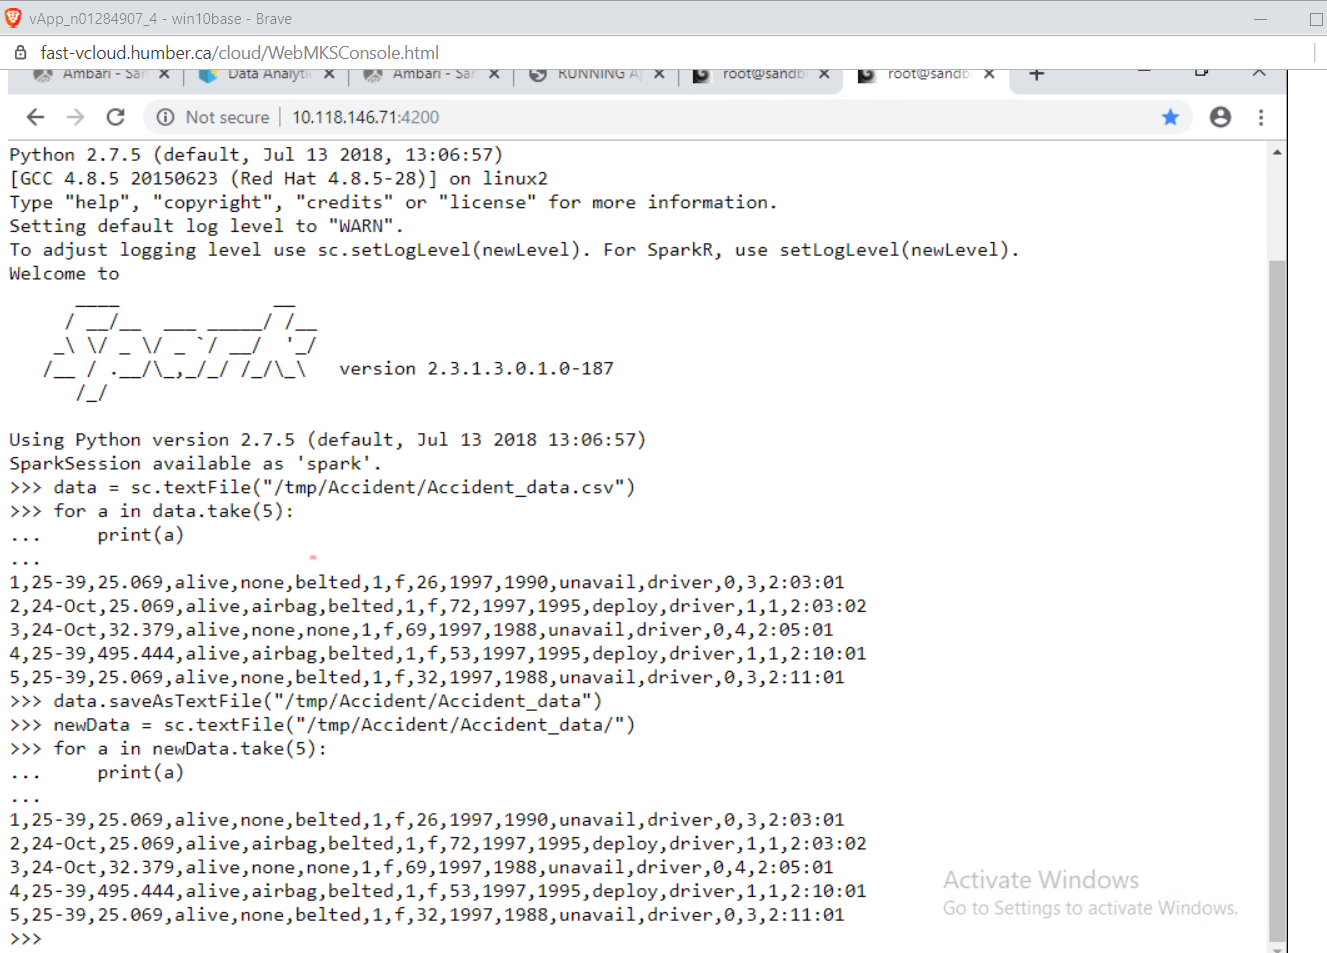 vApp_n01284907_4 - win10base - Brave
fast-vcloud.humber.ca/cloud/WebMKSConsole.html
Ambari - San Data Analytic Ambari - San RUNNING Ap root@sandb root@sandb
Not secure | 10.118.146.71:4200
Python 2.7.5 (default, Jul 13 2018, 13:06:57)
[GCC 4.8.5 20150623 (Red Hat 4.8.5-28)] on linux2
Type "help", "copyright", "credits" or "license" for more information.
Setting default log level to "WARN".
To adjust logging level use sc.setLogLevel(newLevel). For SparkR, use setLogLevel(newLevel).
Welcome to
Spark version 2.3.1.3.0.1.0-187
Using Python version 2.7.5 (default, Jul 13 2018 13:06:57)
SparkSession available as 'spark'.
>>> data = sc.textFile("/tmp/Accident/Accident_data.csv")
>>> for a in data.take(5):
...     print(a)
...
1,25-39,25.069,alive,none,belted,1,f,26,1997,1990,unavail,driver,0,3,2:03:01
2,24-Oct,25.069,alive,airbag,belted,1,f,72,1997,1995,deploy,driver,1,1,2:03:02
3,24-Oct,32.379,alive,none,none,1,f,69,1997,1988,unavail,driver,0,4,2:05:01
4,25-39,495.444,alive,airbag,belted,1,f,53,1997,1995,deploy,driver,1,1,2:10:01
5,25-39,25.069,alive,none,belted,1,f,32,1997,1988,unavail,driver,0,3,2:11:01
>>> data.saveAsTextFile("/tmp/Accident/Accident_data")
>>> newData = sc.textFile("/tmp/Accident/Accident_data/")
>>> for a in newData.take(5):
...     print(a)
...
1,25-39,25.069,alive,none,belted,1,f,26,1997,1990,unavail,driver,0,3,2:03:01
2,24-Oct,25.069,alive,airbag,belted,1,f,72,1997,1995,deploy,driver,1,1,2:03:02
3,24-Oct,32.379,alive,none,none,1,f,69,1997,1988,unavail,driver,0,4,2:05:01
4,25-39,495.444,alive,airbag,belted,1,f,53,1997,1995,deploy,driver,1,1,2:10:01
5,25-39,25.069,alive,none,belted,1,f,32,1997,1988,unavail,driver,0,3,2:11:01
>>>
Activate Windows
Go to Settings to activate Windows.